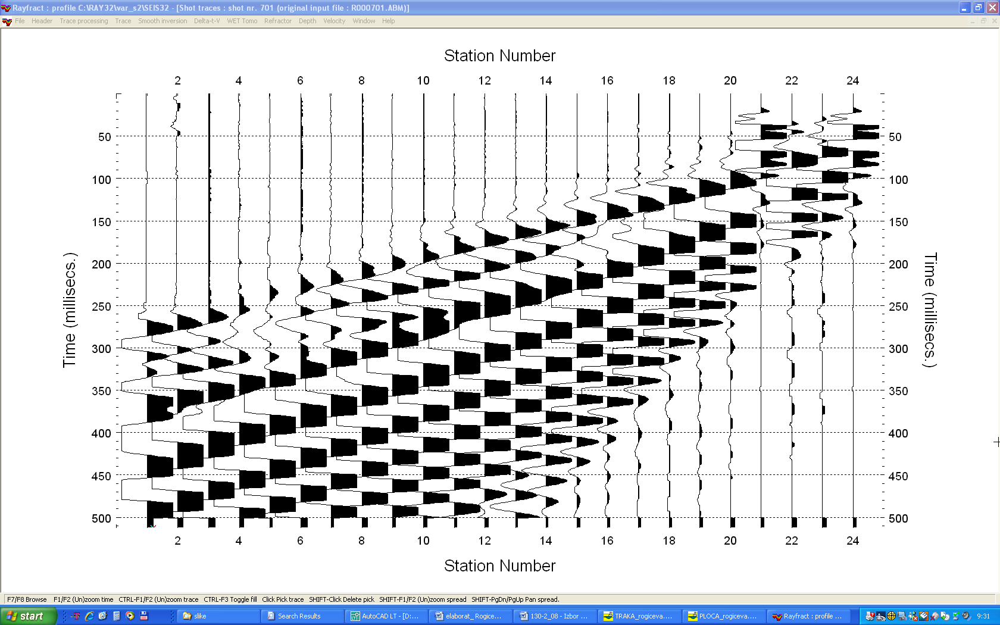 Rayfract : profile C:\RAY32\var_s2\SEIS32 - [Shot traces : shot nr. 701 (original input file : R000701.ABM)]
File Header Trace processing Trace Smooth inversion Delta-t-V WET Tomo Refractor Depth Velocity Window Help
Station Number
2 4 6 8 10 12 14 16 18 20 22 24
50 50
100 100
150 150
200 200
250 250
300 300
350 350
400 400
450 450
500 500
Time (millisecs.)
Time (millisecs.)
2 4 6 8 10 12 14 16 18 20 22 24
Station Number
F7/F8 Browse F1/F2 (Un)zoom time CTRL-F1/F2 (Un)zoom trace CTRL-F3 Toggle fill Click Pick trace SHIFT-Click Delete pick SHIFT-F1/F2 (Un)zoom spread SHIFT-PgDn/PgUp Pan spread.
start slike Search Results AutoCAD LT - [D:... elaborat_ Rogice... 130-2_08 - Izbor ... TRAKA_rogiceva.... PLOCA_rogiceva.... Rayfract : profile ... 9:31